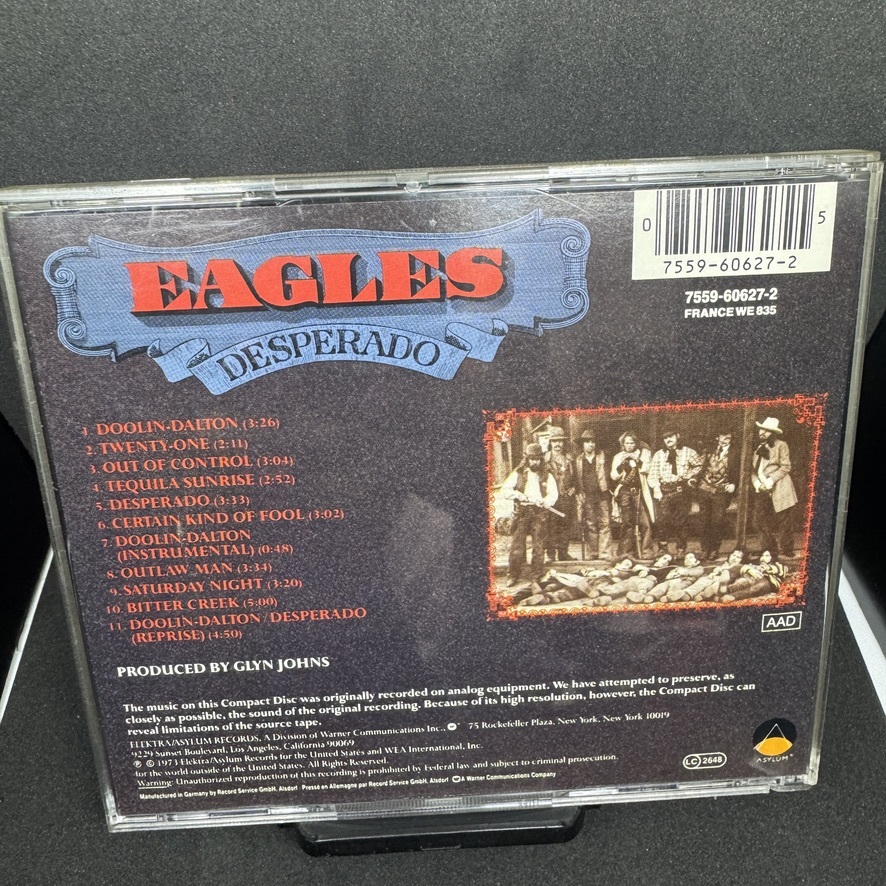 0 5
7559-60627-2
7559-60627-2
FRANCE WE 835
EAGLES
DESPERADO
1. DOOLIN-DALTON (3:26)
2. TWENTY-ONE (2:11)
3. OUT OF CONTROL (3:04)
4. TEQUILA SUNRISE (2:52)
5. DESPERADO (3:33)
6. CERTAIN KIND OF FOOL (3:02)
7. DOOLIN-DALTON
(INSTRUMENTAL) (0:48)
8. OUTLAW MAN (3:34)
9. SATURDAY NIGHT (3:20)
10. BITTER CREEK (5:00)
11. DOOLIN-DALTON/DESPERADO
(REPRISE) (4:50)
AAD
PRODUCED BY GLYN JOHNS
The music on this Compact Disc was originally recorded on analog equipment. We have attempted to preserve, as
closely as possible, the sound of the original recording. Because of its high resolution, however, the Compact Disc can
reveal limitations of the source tape.
ELEKTRA/ASYLUM RECORDS, A Division of Warner Communications Inc., 75 Rockefeller Plaza, New York, New York 10019
9229 Sunset Boulevard, Los Angeles, California 90069
℗ © 1973 Elektra/Asylum Records for the United States and WEA International, Inc.
for the world outside of the United States. All Rights Reserved.
Warning: Unauthorized reproduction of this recording is prohibited by Federal law and subject to criminal prosecution.
Manufactured in Germany by Record Service GmbH, Alsdorf Pressé en Allemagne par Record Service GmbH, Alsdorf A Warner Communications Company
LC 2648
ASYLUM